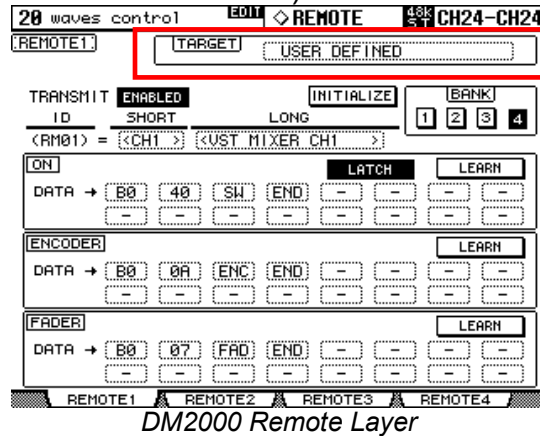 20 waves control EDIT ◇REMOTE 48k ST CH24-CH24
REMOTE1 TARGET USER DEFINED
TRANSMIT ENABLED INITIALIZE BANK
ID SHORT LONG 1 2 3 4
(RM01) = <CH1 > <VST MIXER CH1 >
ON LATCH LEARN
DATA → B0 40 SW END - - - -
- - - - - - - -
ENCODER LEARN
DATA → B0 0A ENC END - - - -
- - - - - - - -
FADER LEARN
DATA → B0 07 FAD END - - - -
- - - - - - - -
REMOTE1 REMOTE2 REMOTE3 REMOTE4
DM2000 Remote Layer